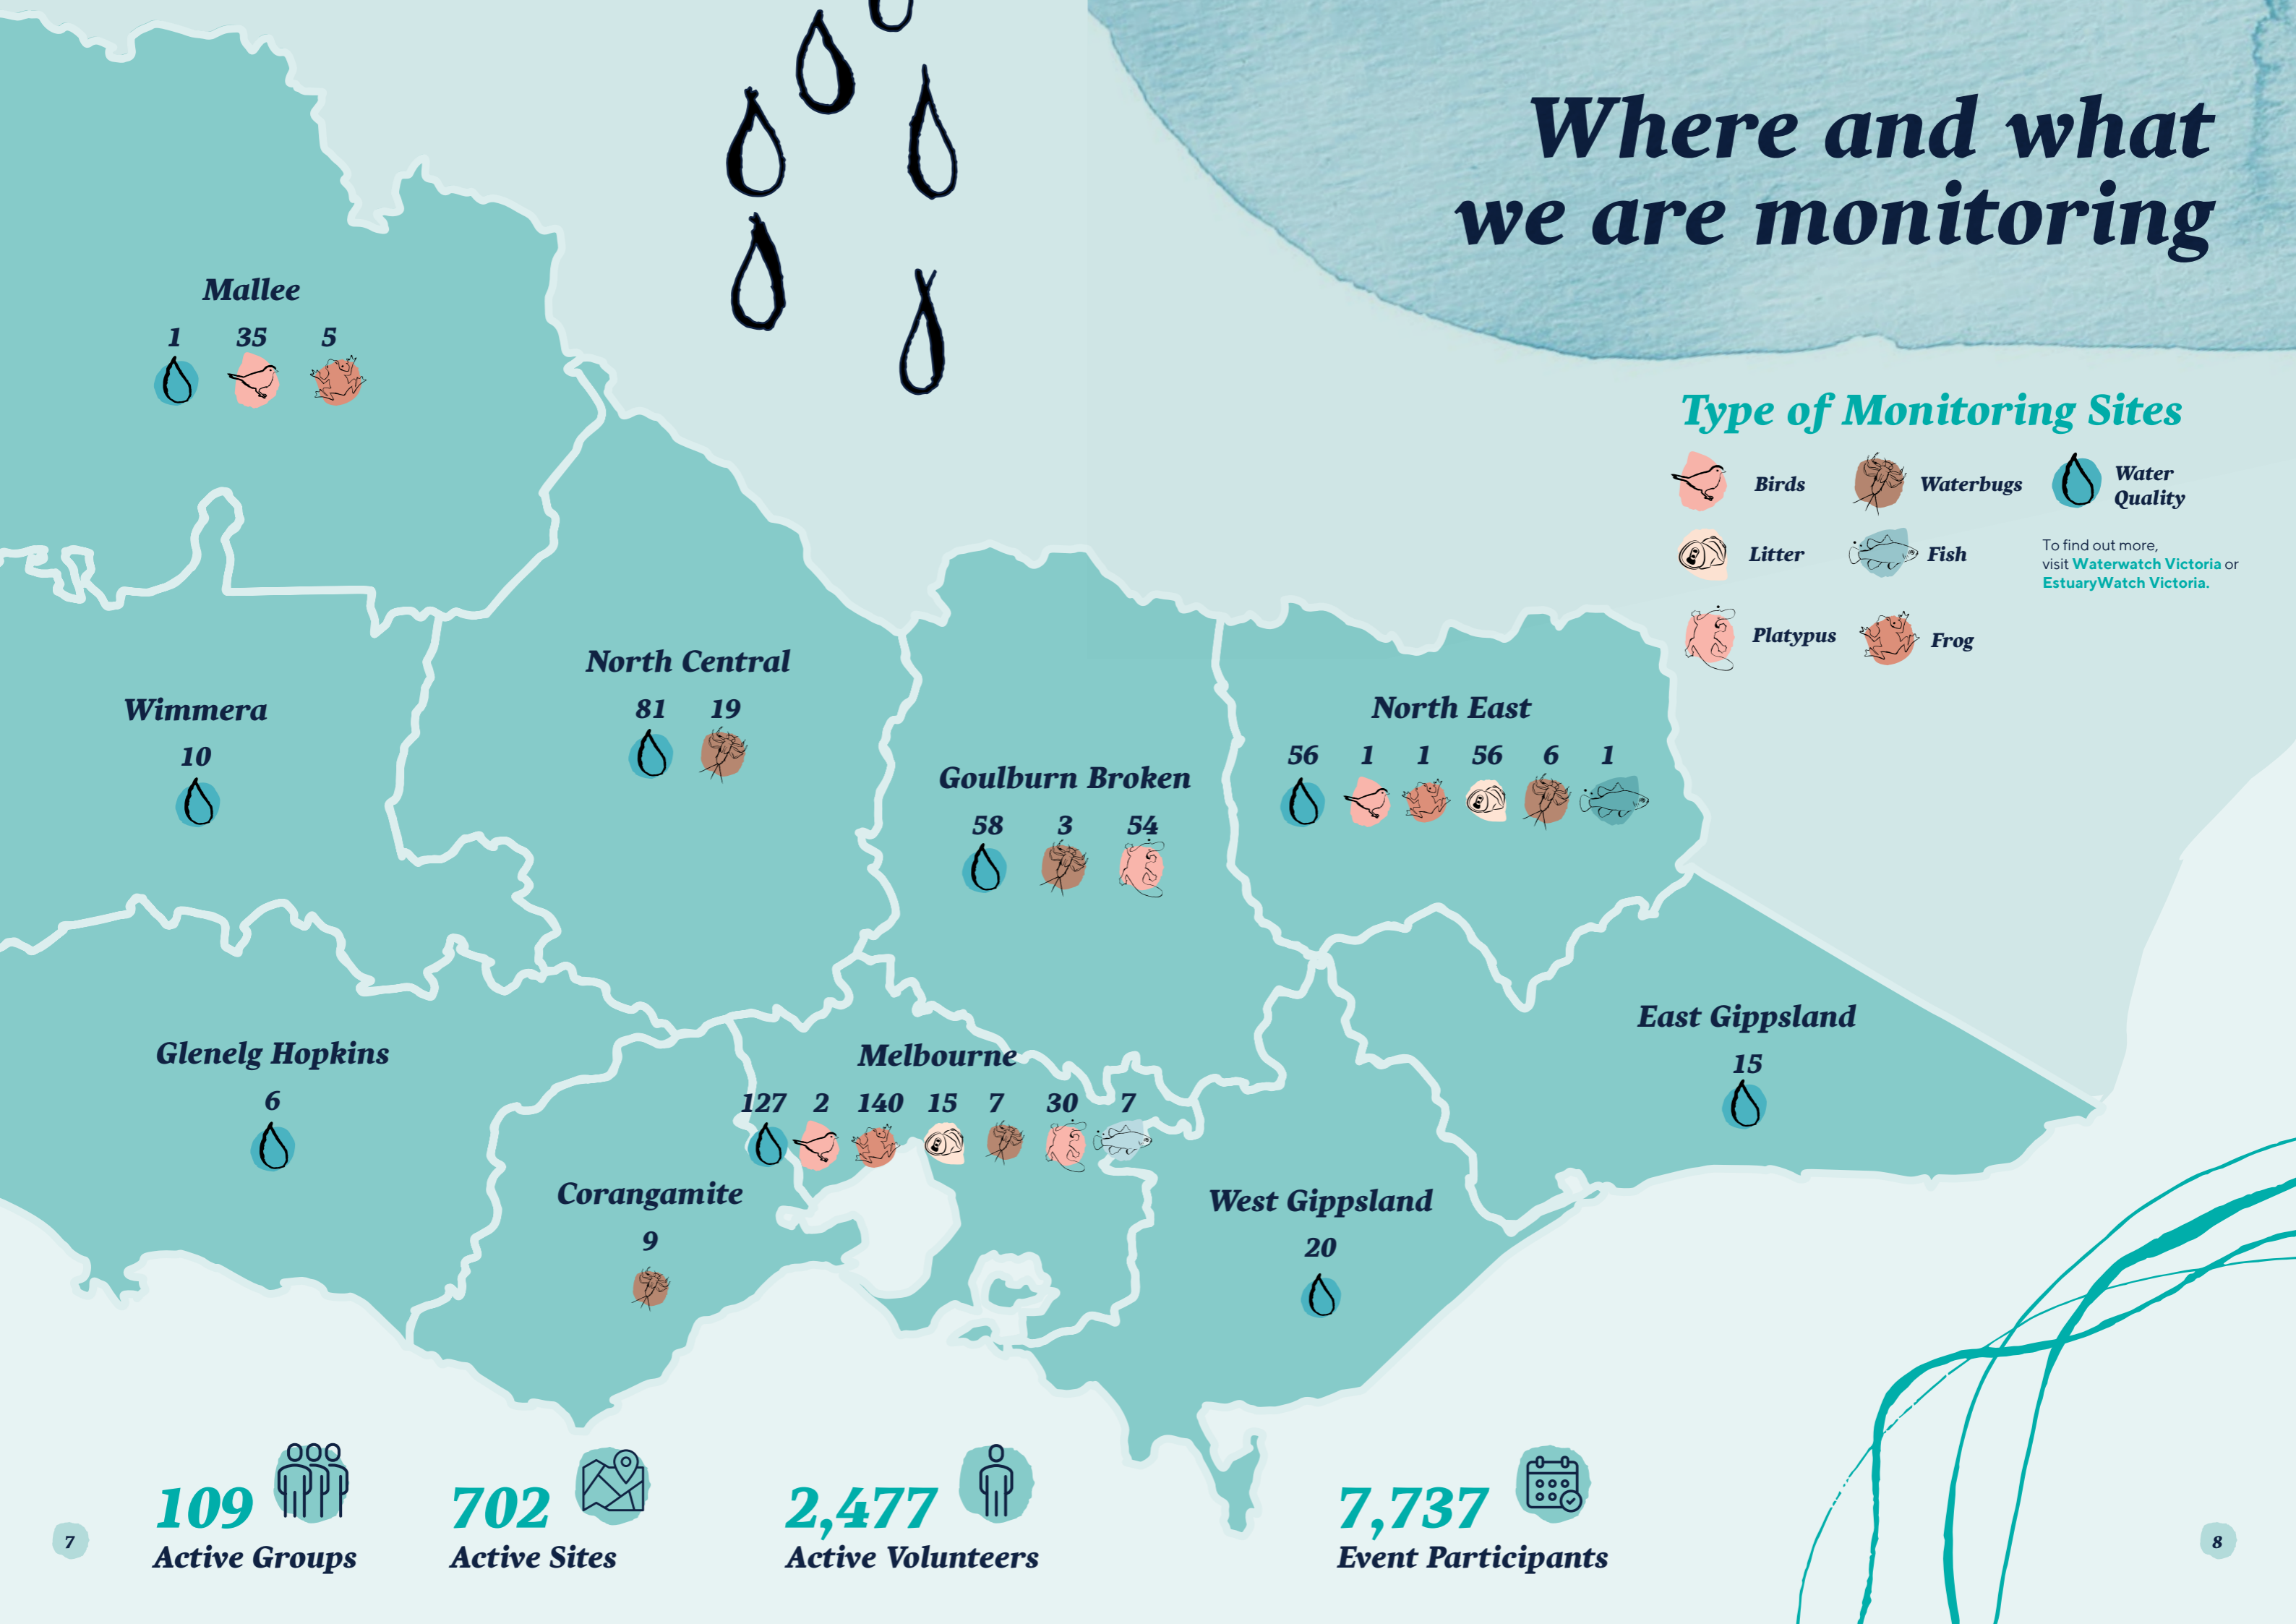 Where and what
we are monitoring
Type of Monitoring Sites
Birds
Waterbugs
Water
Quality
Litter
Fish
To find out more,
visit Waterwatch Victoria or
EstuaryWatch Victoria.
Platypus
Frog
Mallee
1 35 5
North Central
81 19
Wimmera
10
Goulburn Broken
58 3 54
North East
56 1 1 56 6 1
East Gippsland
15
Glenelg Hopkins
6
Melbourne
127 2 140 15 7 30 7
Corangamite
9
West Gippsland
20
109
Active Groups
702
Active Sites
2,477
Active Volunteers
7,737
Event Participants
7
8